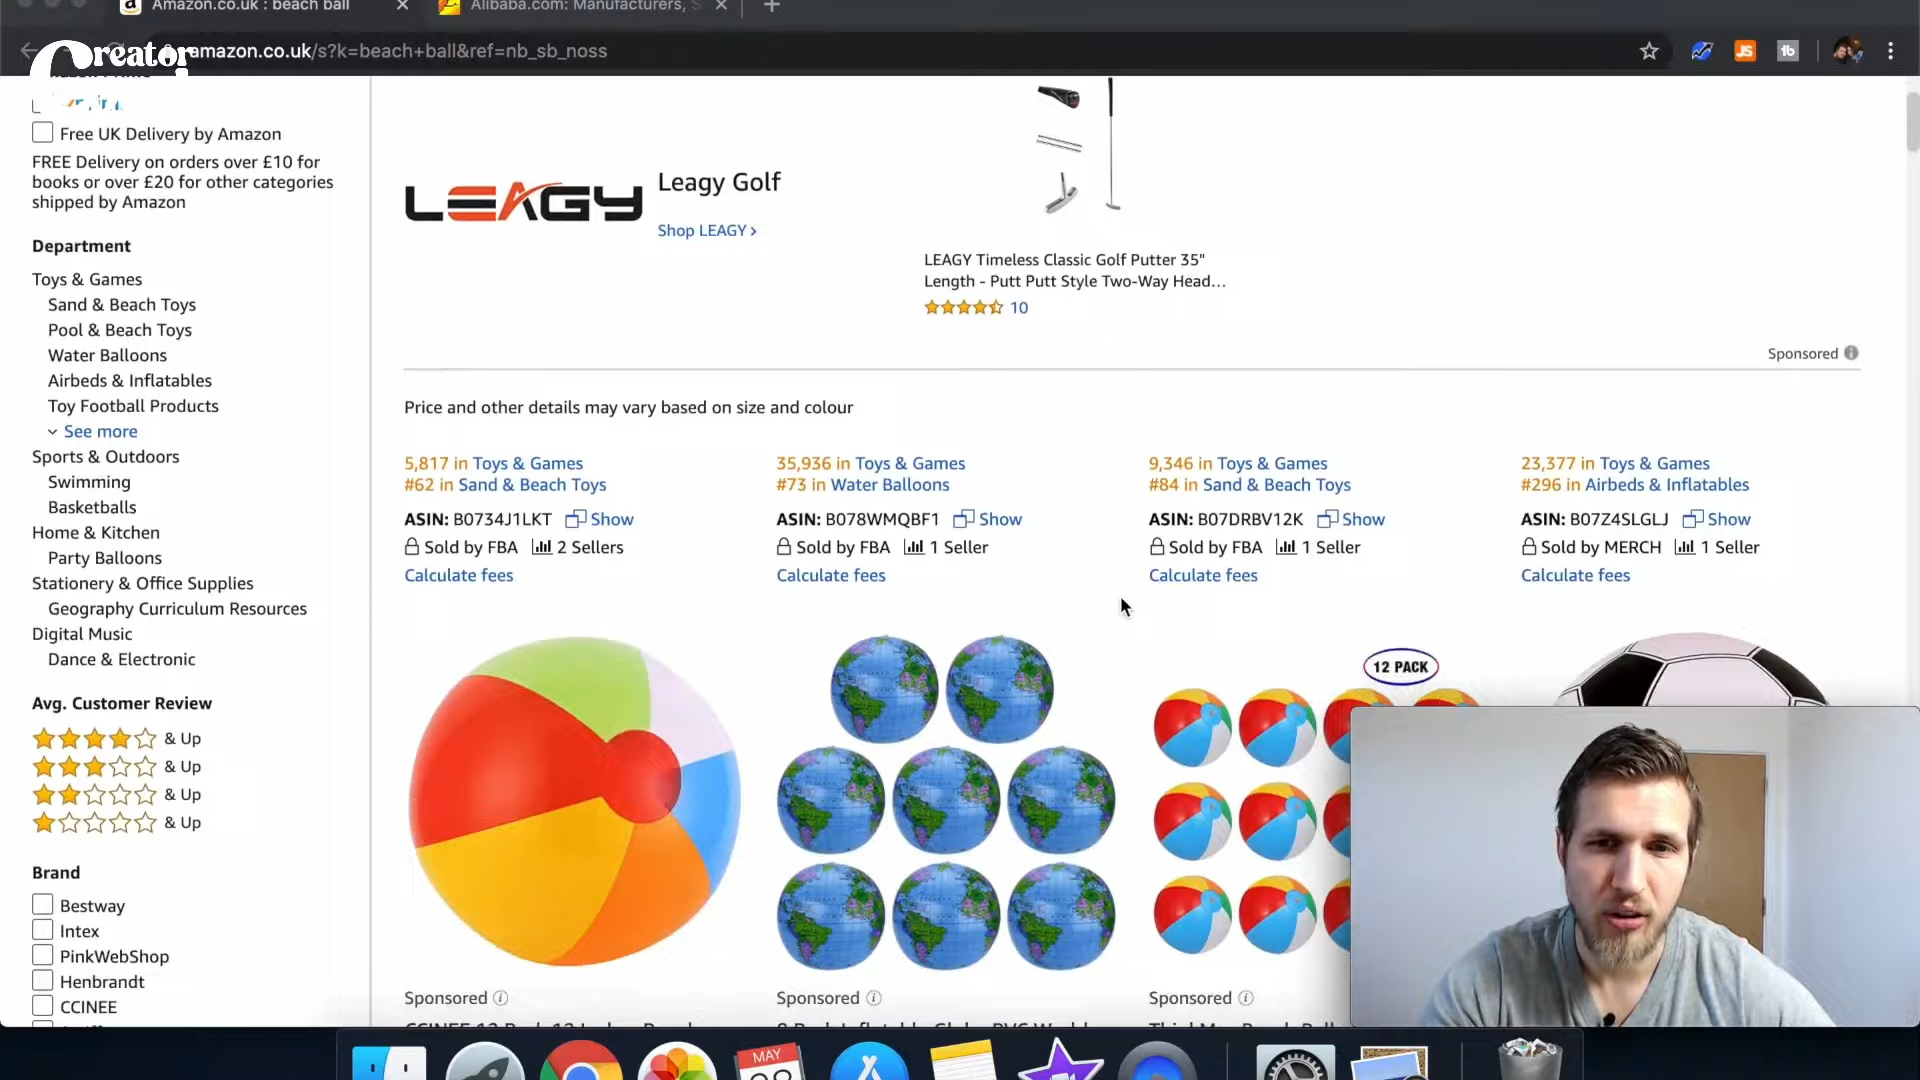 Amazon.co.uk : beach ball
Alibaba.com: Manufacturers, S
Creator
amazon.co.uk/s?k=beach+ball&ref=nb_sb_noss
Free UK Delivery by Amazon
FREE Delivery on orders over £10 for
books or over £20 for other categories
shipped by Amazon
Department
Toys & Games
Sand & Beach Toys
Pool & Beach Toys
Water Balloons
Airbeds & Inflatables
Toy Football Products
See more
Sports & Outdoors
Swimming
Basketballs
Home & Kitchen
Party Balloons
Stationery & Office Supplies
Geography Curriculum Resources
Digital Music
Dance & Electronic
Avg. Customer Review
& Up
& Up
& Up
& Up
Brand
Bestway
Intex
PinkWebShop
Henbrandt
CCINEE
LEAGY
Leagy Golf
Shop LEAGY ›
LEAGY Timeless Classic Golf Putter 35"
Length - Putt Putt Style Two-Way Head...
10
Sponsored
Price and other details may vary based on size and colour
5,817 in Toys & Games
#62 in Sand & Beach Toys
ASIN: B0734J1LKT Show
Sold by FBA 2 Sellers
Calculate fees
Sponsored
35,936 in Toys & Games
#73 in Water Balloons
ASIN: B078WMQBF1 Show
Sold by FBA 1 Seller
Calculate fees
Sponsored
9,346 in Toys & Games
#84 in Sand & Beach Toys
ASIN: B07DRBV12K Show
Sold by FBA 1 Seller
Calculate fees
12 PACK
Sponsored
23,377 in Toys & Games
#296 in Airbeds & Inflatables
ASIN: B07Z4SLGLJ Show
Sold by MERCH 1 Seller
Calculate fees
MAY